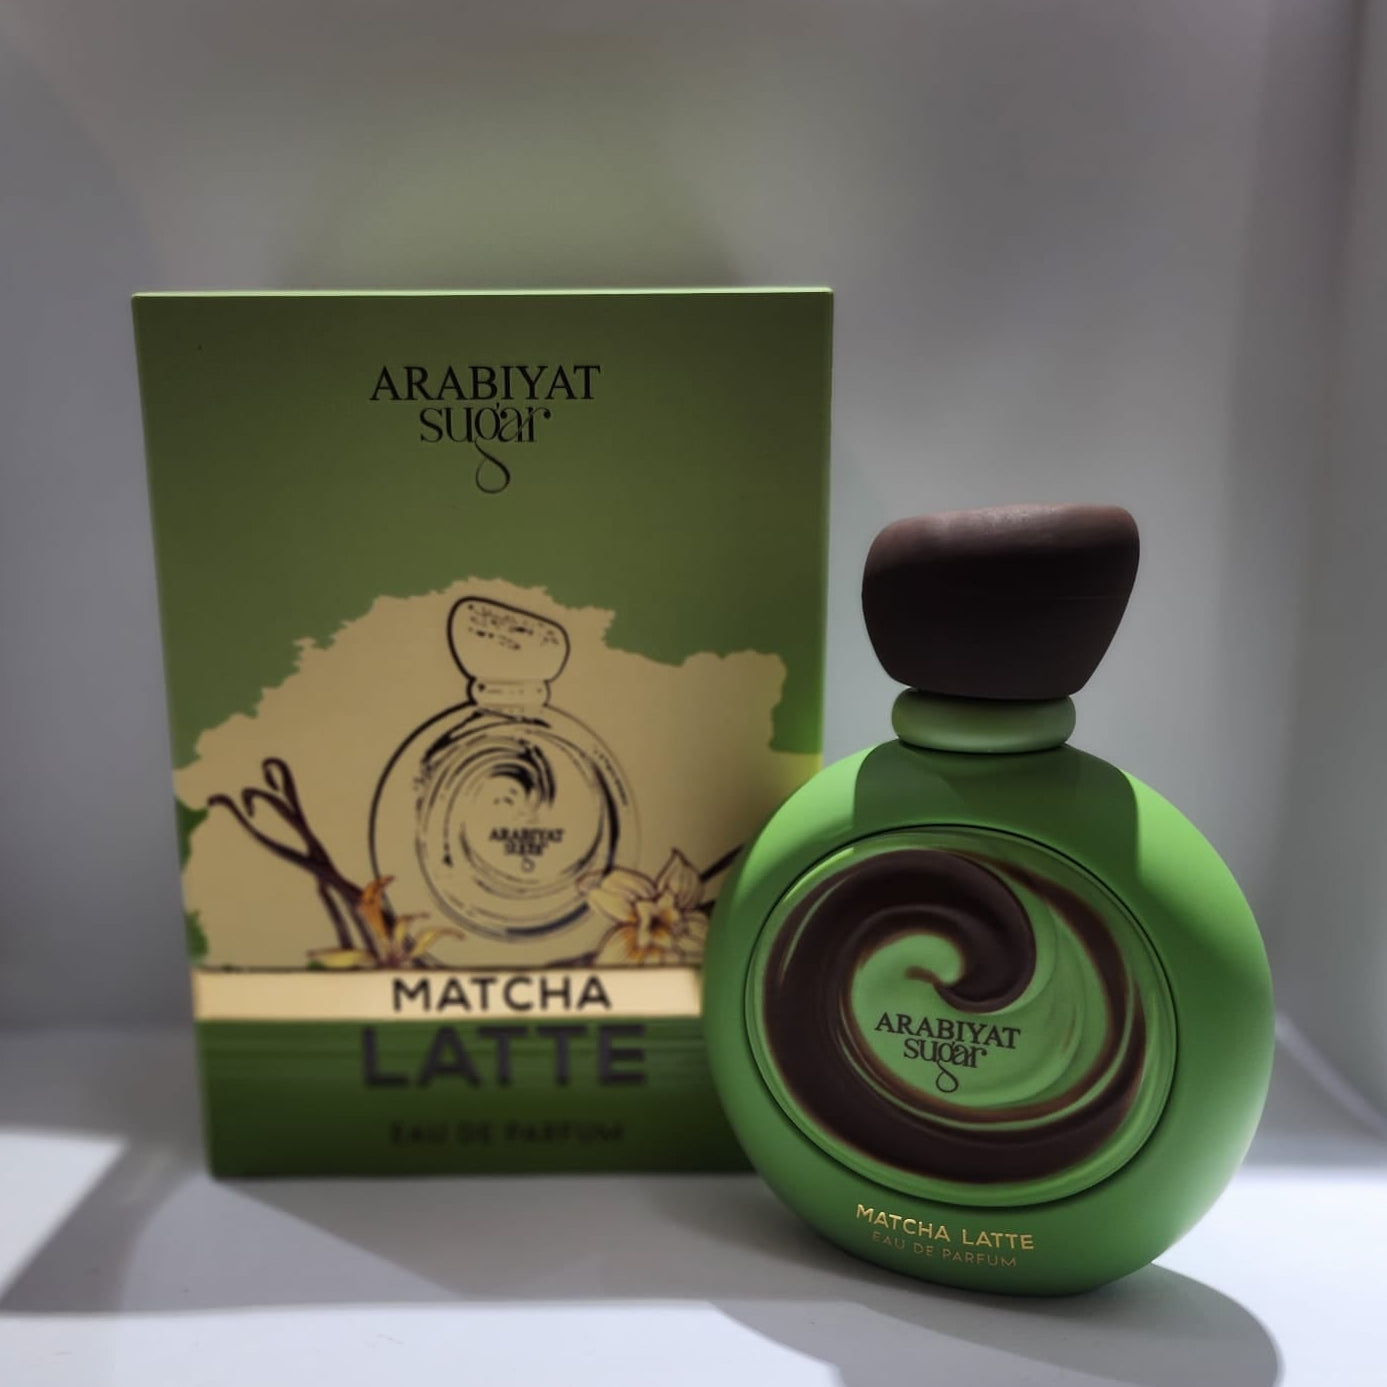 ARABIYAT
sugar
ARABIYAT
sugar
MATCHA
LATTE
EAU DE PARFUM
ARABIYAT
sugar
MATCHA LATTE
EAU DE PARFUM